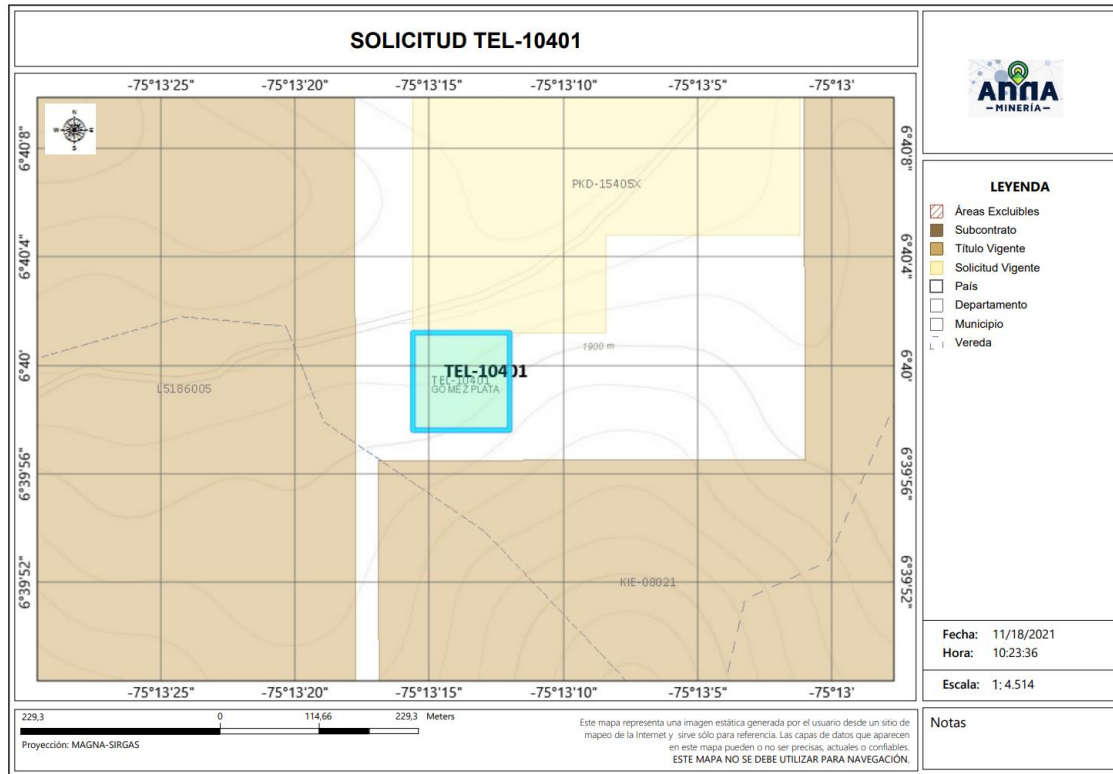 SOLICITUD TEL-10401
ANNA
-MINERÍA-
-75°13'25" -75°13'20" -75°13'15" -75°13'10" -75°13'5" -75°13'
N
W E
S
6°40'8" 6°40'8"
PKD-15405X
6°40'4" 6°40'4"
1900 m
6°40' 6°40'
TEL-10401
TEL-10401
GOMEZ PLATA
L5186005
6°39'56" 6°39'56"
KIE-08021
6°39'52" 6°39'52"
-75°13'25" -75°13'20" -75°13'15" -75°13'10" -75°13'5" -75°13'
LEYENDA
Áreas Excluibles
Subcontrato
Título Vigente
Solicitud Vigente
País
Departamento
Municipio
Vereda
Fecha: 11/18/2021
Hora: 10:23:36
Escala: 1: 4.514
Notas
229,3 0 114,66 229,3 Meters
Proyección: MAGNA-SIRGAS
Este mapa representa una imagen estática generada por el usuario desde un sitio de
mapeo de la Internet y sirve sólo para referencia. Las capas de datos que aparecen
en este mapa pueden o no ser precisas, actuales o confiables.
ESTE MAPA NO SE DEBE UTILIZAR PARA NAVEGACIÓN.